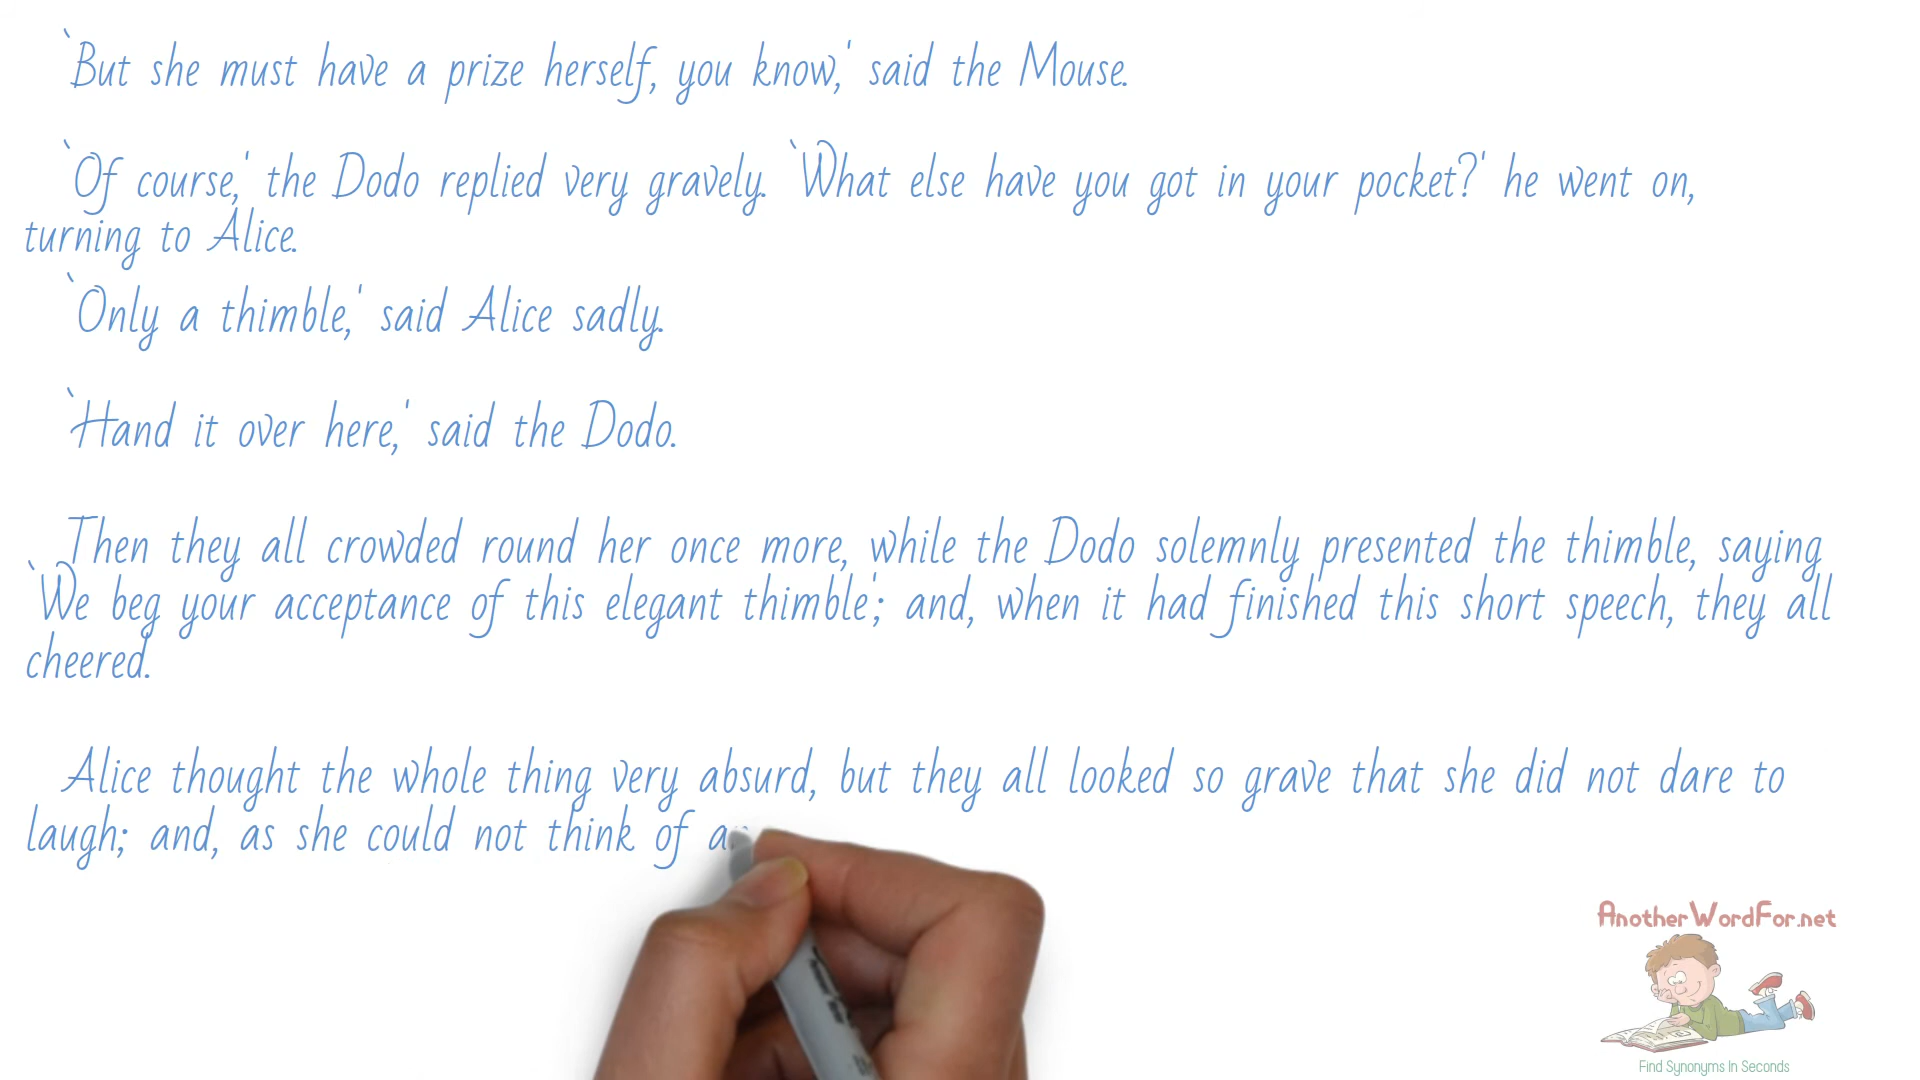 `But she must have a prize herself, you know,' said the Mouse.
`Of course,' the Dodo replied very gravely. `What else have you got in your pocket?' he went on,
turning to Alice.
`Only a thimble,' said Alice sadly.
`Hand it over here,' said the Dodo.
Then they all crowded round her once more, while the Dodo solemnly presented the thimble, saying
`We beg your acceptance of this elegant thimble'; and, when it had finished this short speech, they all
cheered.
Alice thought the whole thing very absurd, but they all looked so grave that she did not dare to
laugh; and, as she could not think of
AnotherWordFor.net
Find Synonyms In Seconds